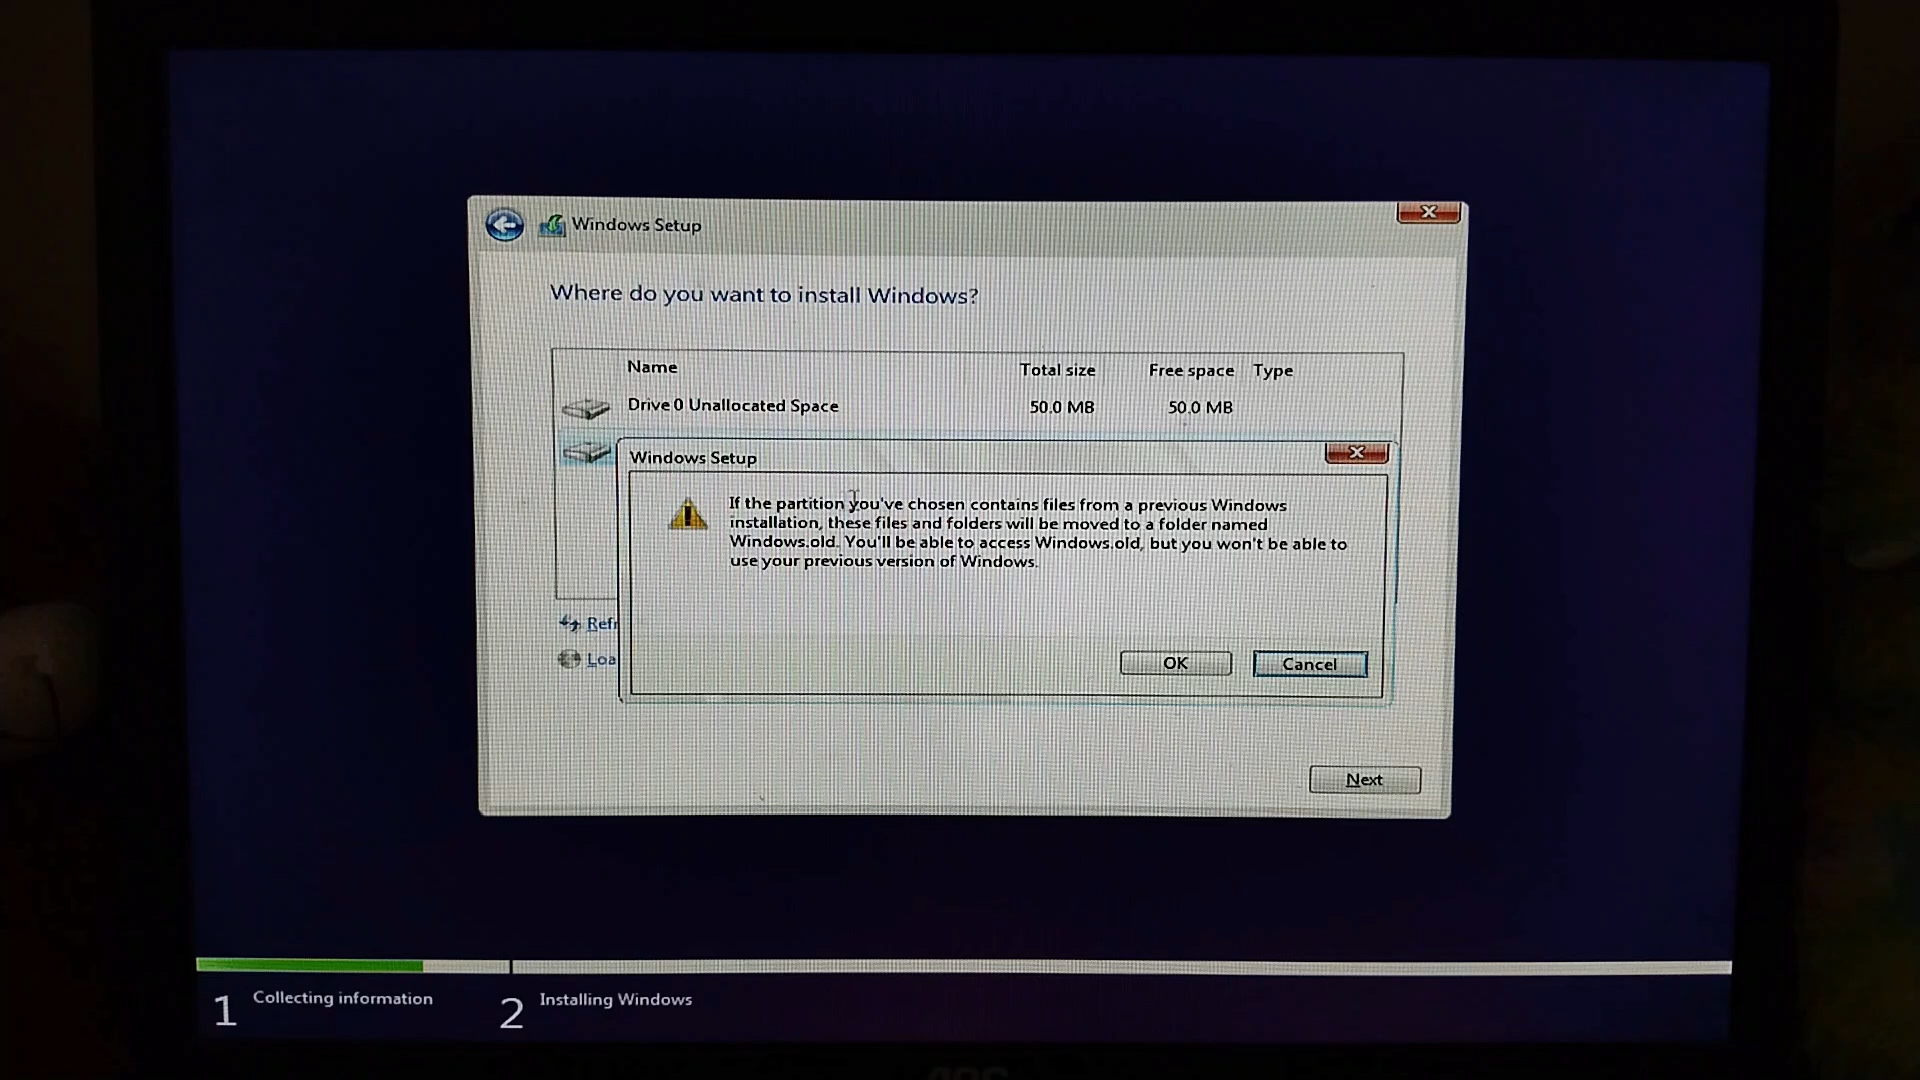 Windows Setup
Where do you want to install Windows?
Name Total size Free space Type
Drive 0 Unallocated Space 50.0 MB 50.0 MB
Windows Setup
If the partition you've chosen contains files from a previous Windows
installation, these files and folders will be moved to a folder named
Windows.old. You'll be able to access Windows.old, but you won't be able to
use your previous version of Windows.
Refr
Loa
OK Cancel
Next
1 Collecting information 2 Installing Windows